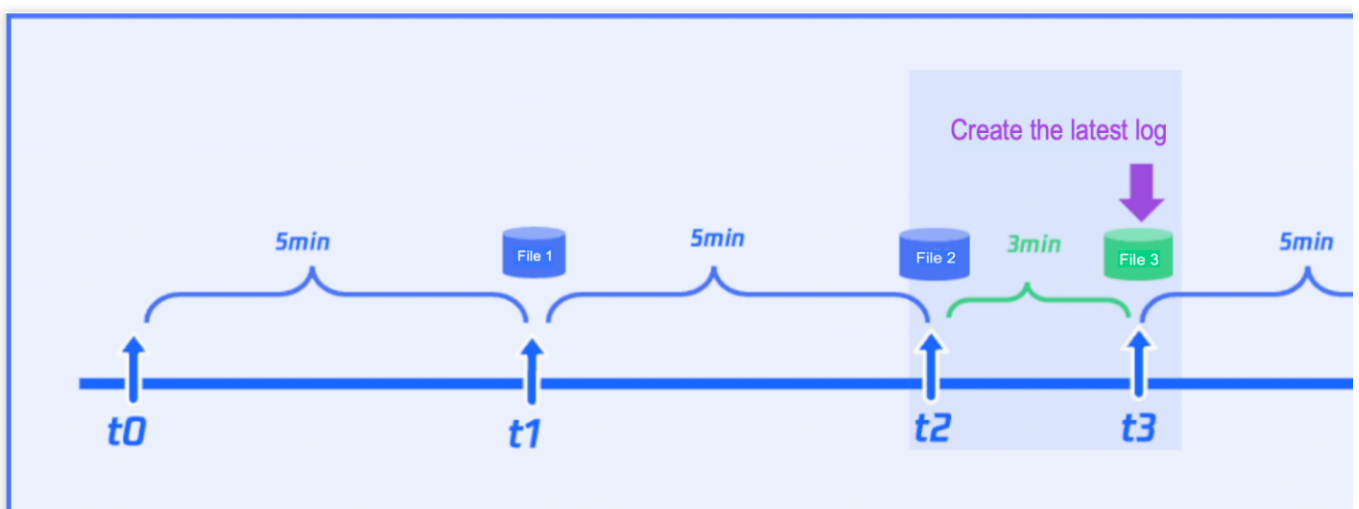 Create the latest log
5min
File 1
5min
File 2
3min
File 3
5min
t0
t1
t2
t3